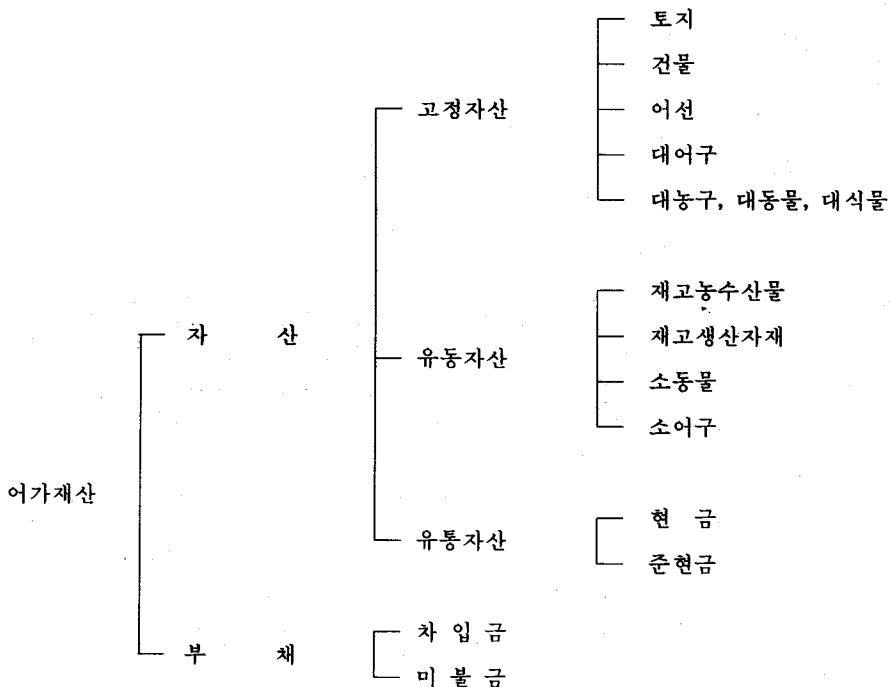 토지
건물
고정자산
어선
대어구
대농구, 대동물, 대식물
재고농수산물
자 산
재고생산자재
유동자산
소동물
소어구
어가재산
현 금
유통자산
준현금
차 입 금
부 채
미 불 금